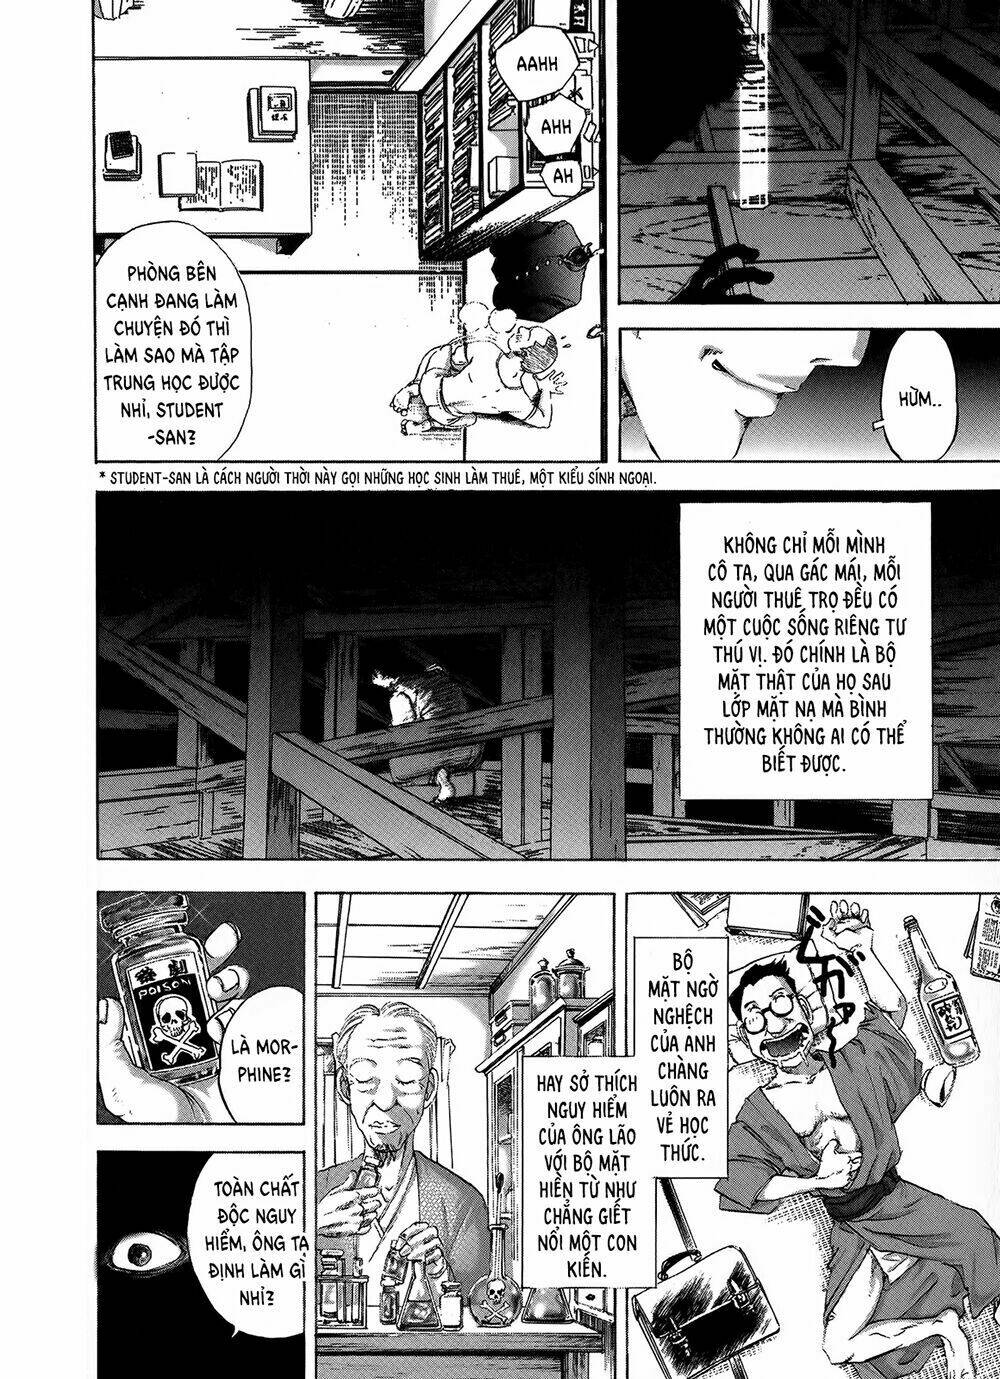 HỪM..
AAHH
AHH
AH
PHÒNG BÊN
CẠNH ĐANG LÀM
CHUYỆN ĐÓ THÌ
LÀM SAO MÀ TẬP
TRUNG HỌC ĐƯỢC
NHỈ, STUDENT
-SAN?
* STUDENT-SAN LÀ CÁCH NGƯỜI THỜI NÀY GỌI NHỮNG HỌC SINH LÀM THUÊ, MỘT KIỂU SÍNH NGOẠI.
KHÔNG CHỈ MỖI MÌNH
CÔ TA, QUA GÁC MÁI, MỖI
NGƯỜI THUÊ TRỌ ĐỀU CÓ
MỘT CUỘC SỐNG RIÊNG TƯ
THÚ VỊ. ĐÓ CHÍNH LÀ BỘ
MẶT THẬT CỦA HỌ SAU
LỚP MẶT NẠ MÀ BÌNH
THƯỜNG KHÔNG AI CÓ THỂ
BIẾT ĐƯỢC.
BỘ
MẶT NGỜ
NGHỆCH
CỦA ANH
CHÀNG
LUÔN RA
VẺ HỌC
THỨC.
HAY SỞ THÍCH
NGUY HIỂM
CỦA ÔNG LÃO
VỚI BỘ MẶT
HIỀN TỪ NHƯ
CHẲNG GIẾT
NỔI MỘT CON
KIẾN.
POISON
LÀ MOR-
PHINE?
TOÀN CHẤT
ĐỘC NGUY
HIỂM, ÔNG TA
ĐỊNH LÀM GÌ
NHỈ?